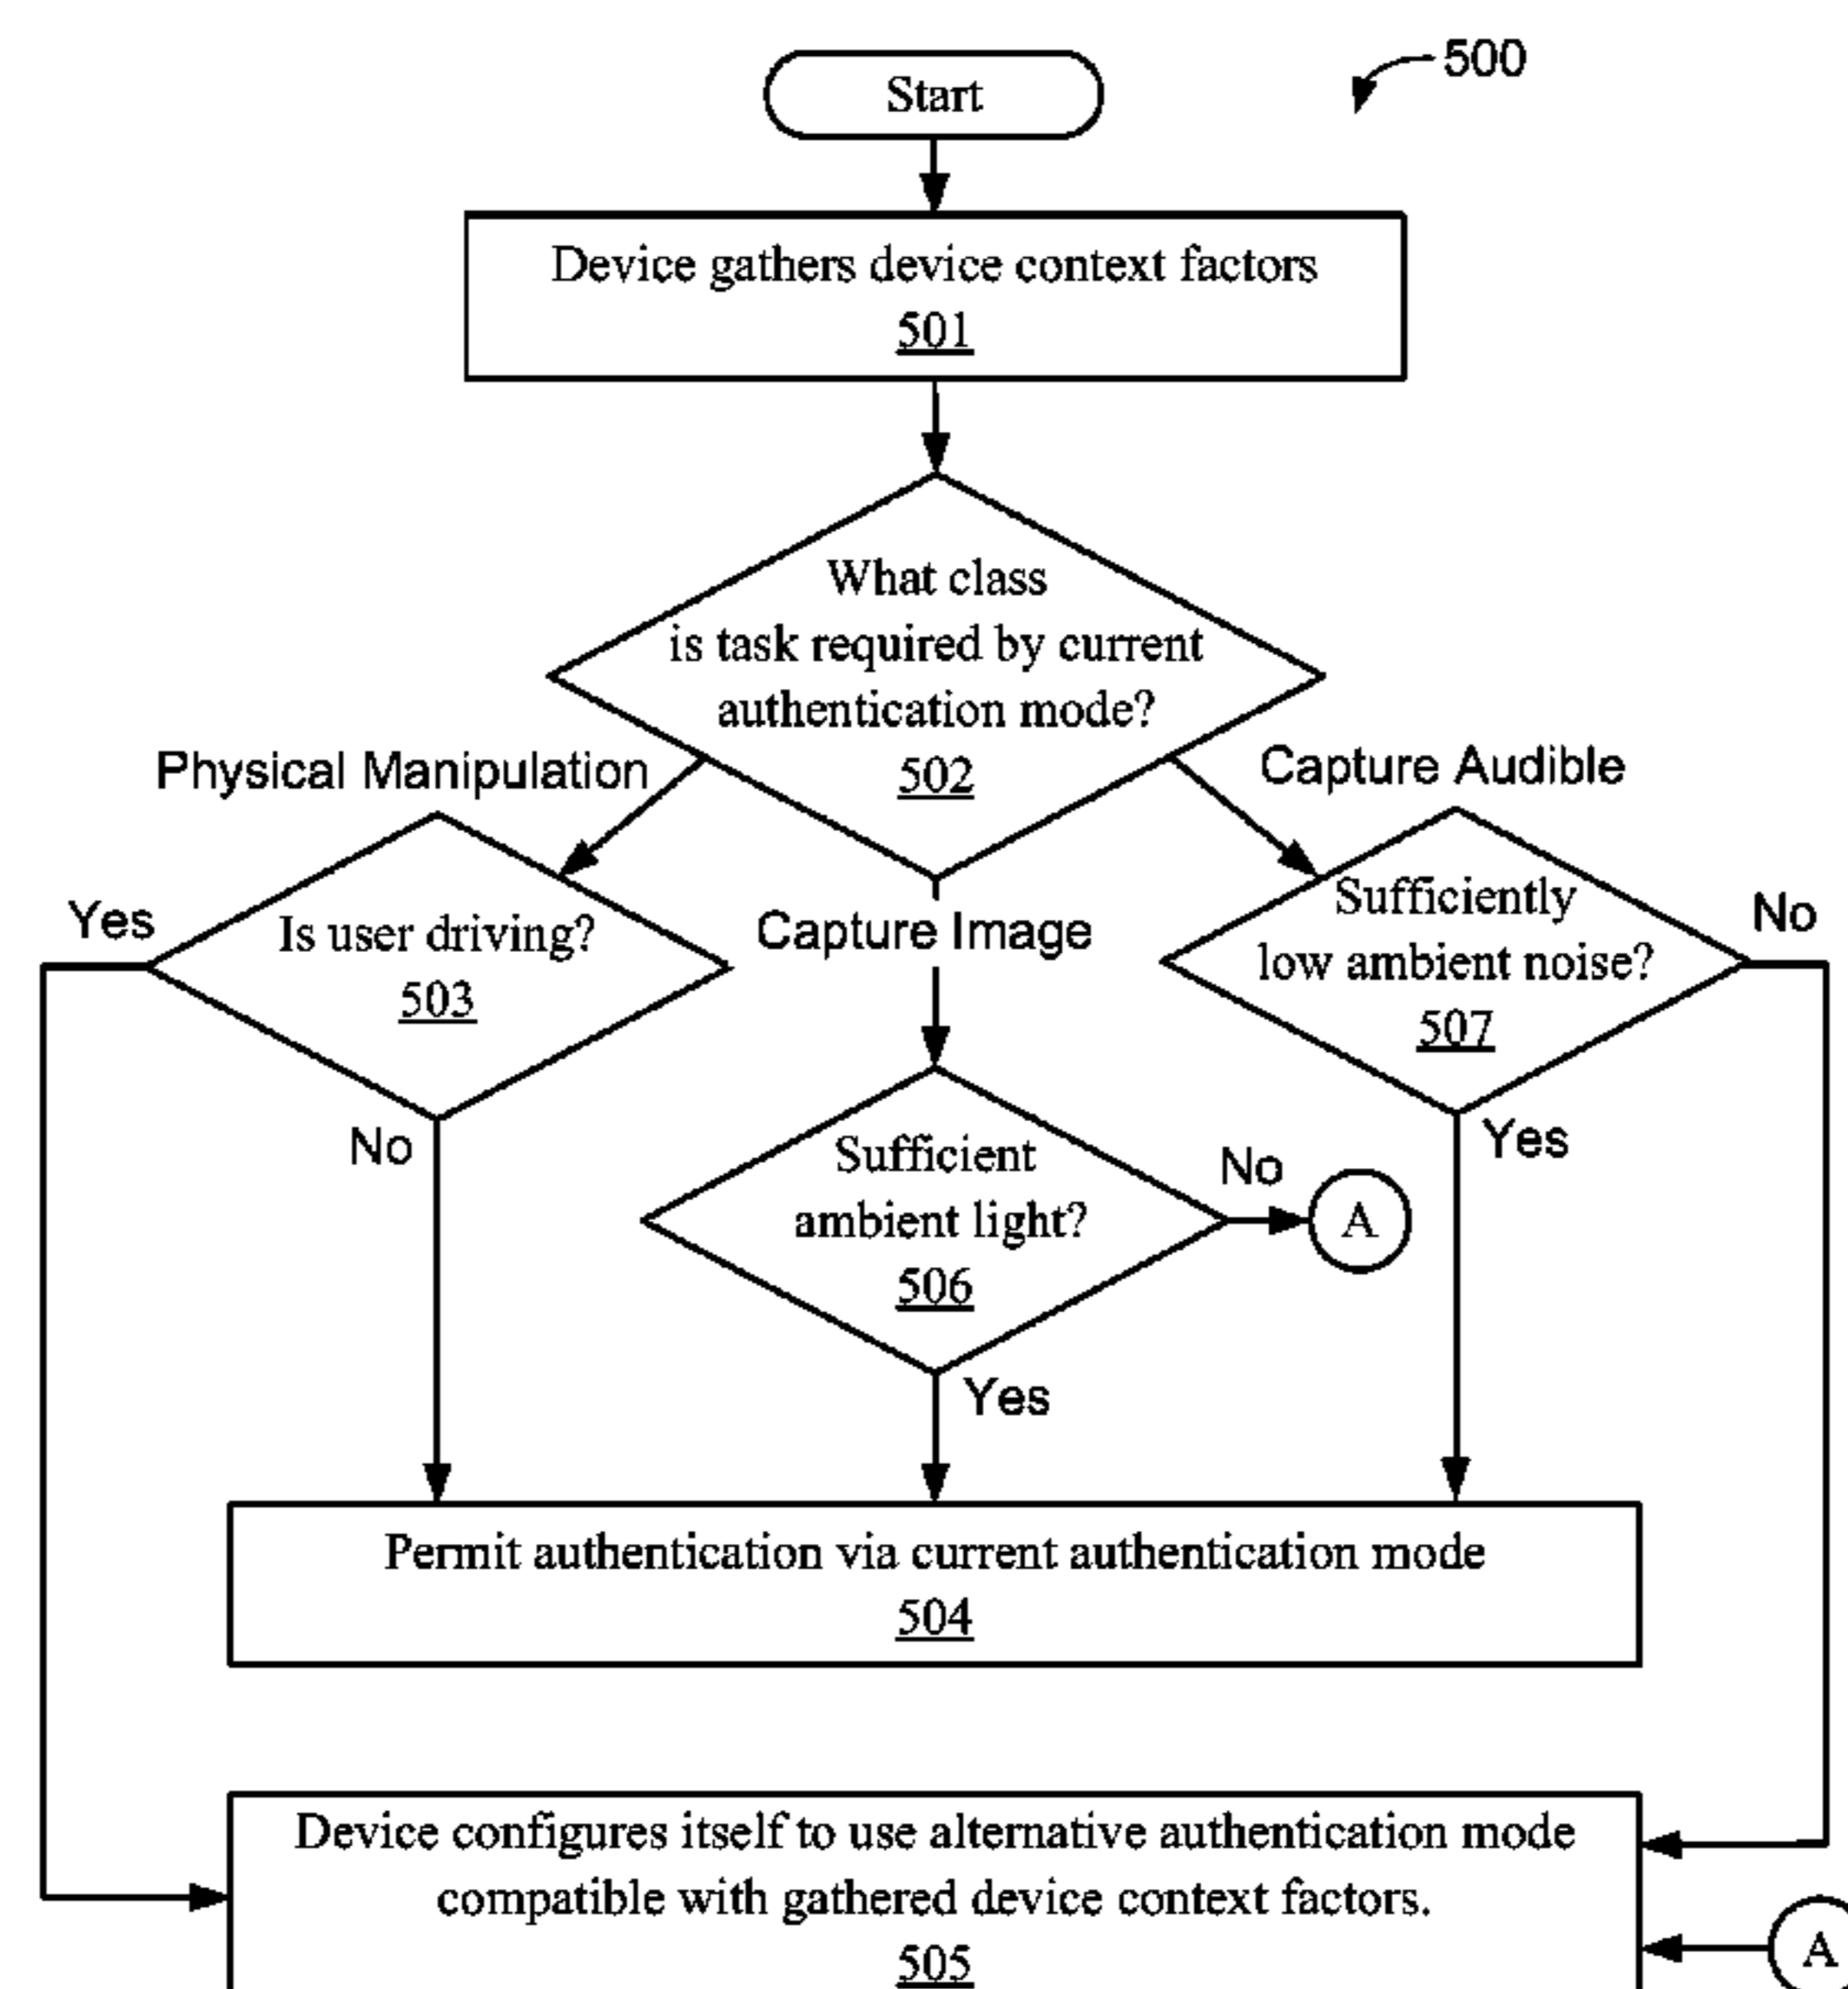 500
Start
Device gathers device context factors
501
What class
is task required by current
authentication mode?
502
Physical Manipulation
Capture Audible
Capture Image
Yes
Is user driving?
503
No
Sufficiently
low ambient noise?
507
No
Yes
Sufficient
ambient light?
506
No
A
Yes
Permit authentication via current authentication mode
504
Device configures itself to use alternative authentication mode
compatible with gathered device context factors.
505
A